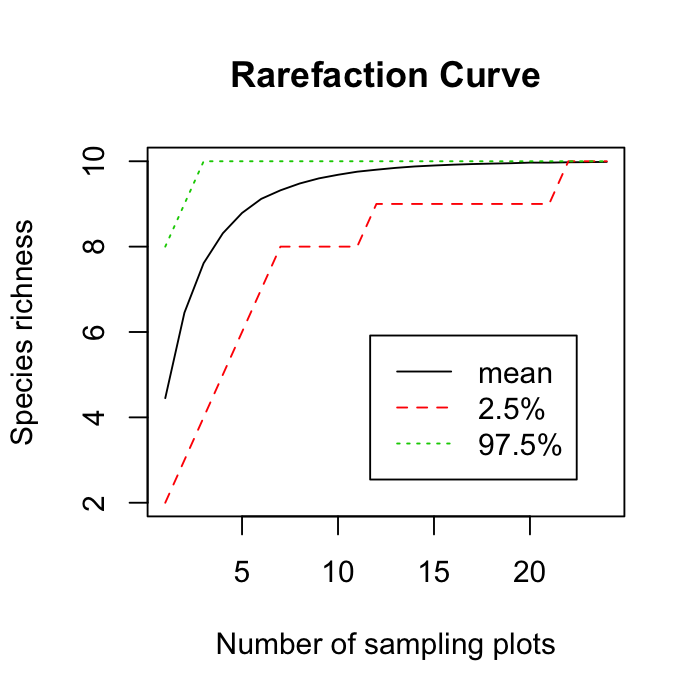 Rarefaction Curve
Species richness
10
8
6
4
2
mean
2.5%
97.5%
5 10 15 20
Number of sampling plots